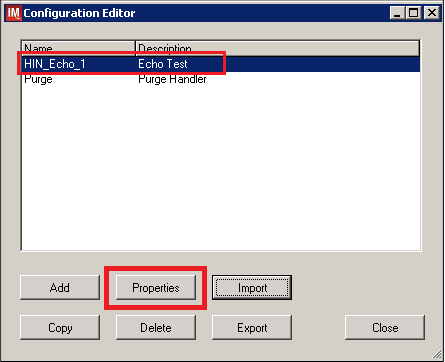 IM Configuration Editor
Name Description
HIN_Echo_1 Echo Test
Purge Purge Handler
Add Properties Import
Copy Delete Export Close